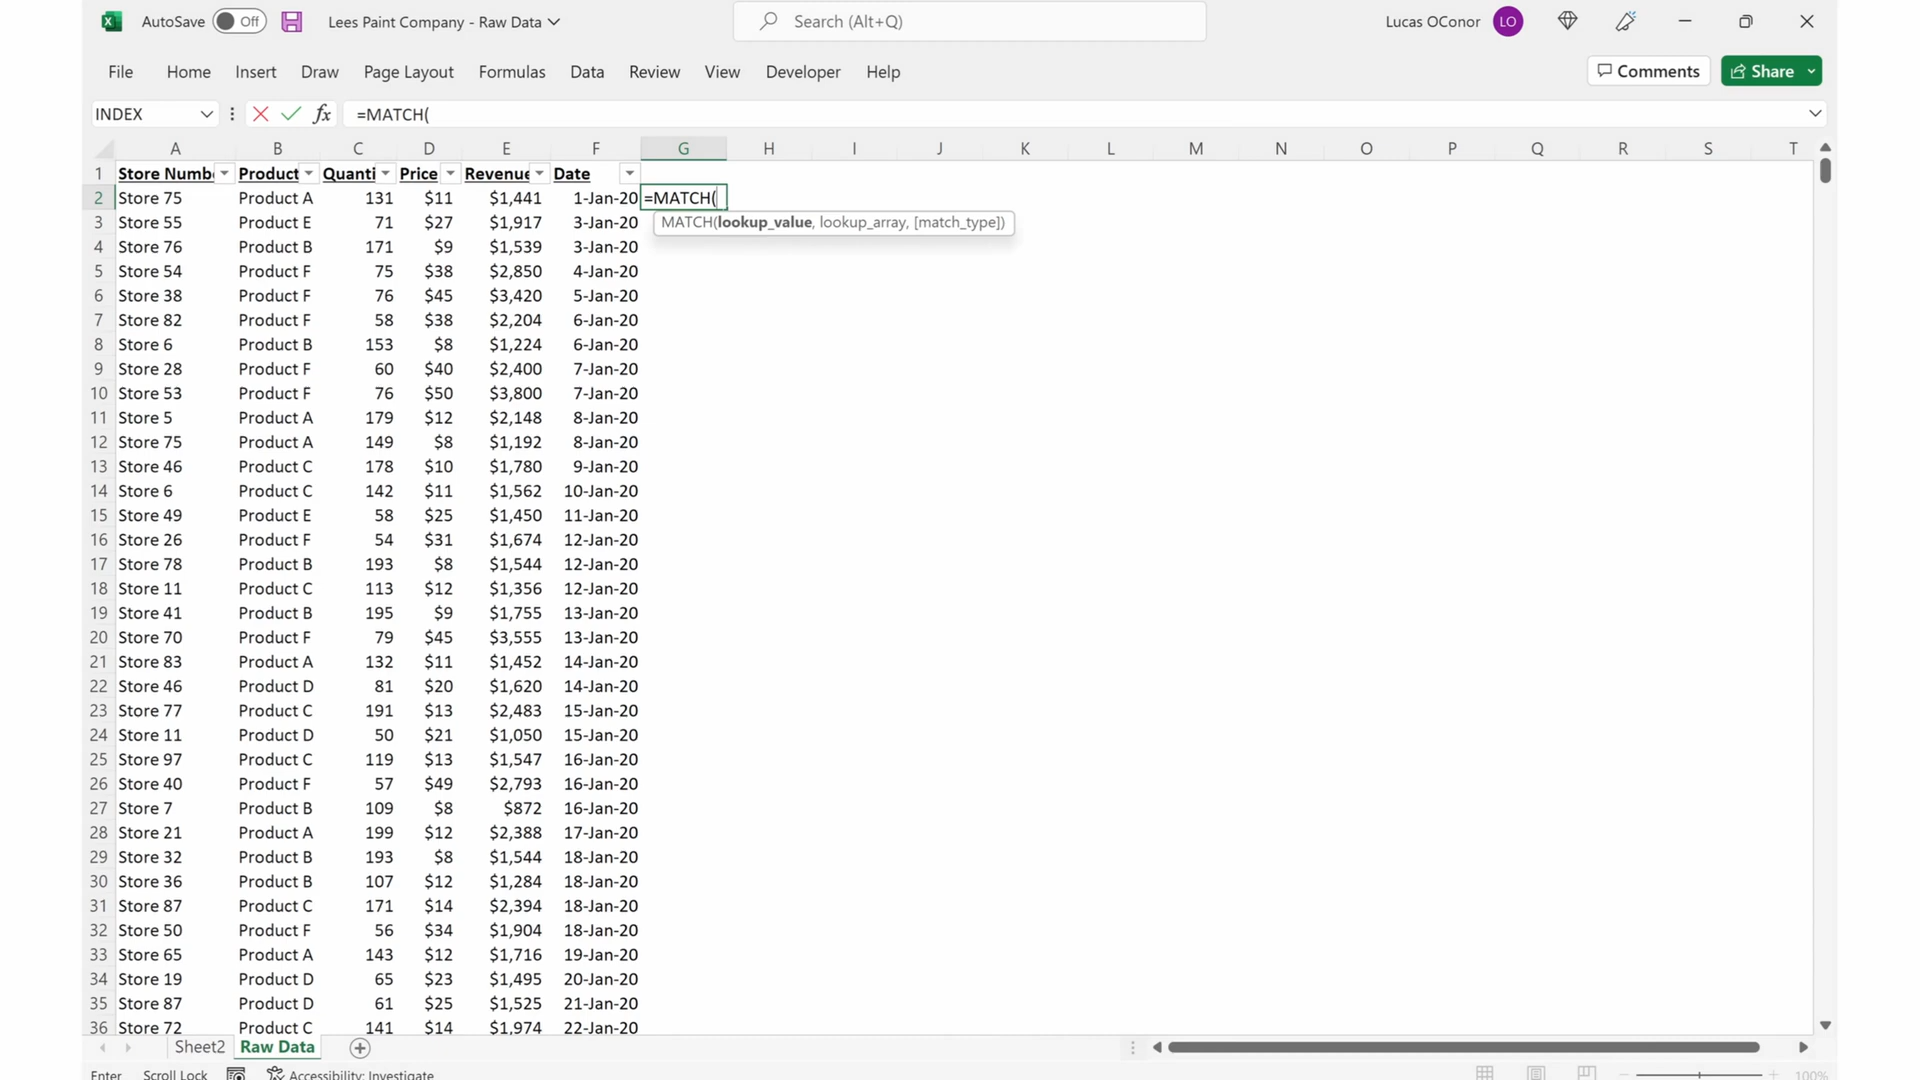 AutoSave Off Lees Paint Company - Raw Data Search (Alt+Q) Lucas OConor LO
File Home Insert Draw Page Layout Formulas Data Review View Developer Help Comments Share
INDEX fx =MATCH(
A B C D E F G H I J K L M N O P Q R S T
1 Store Numb Product Quanti Price Revenue Date
2 Store 75 Product A 131 $11 $1,441 1-Jan-20 =MATCH(
MATCH(lookup_value, lookup_array, [match_type])
3 Store 55 Product E 71 $27 $1,917 3-Jan-20
4 Store 76 Product B 171 $9 $1,539 3-Jan-20
5 Store 54 Product F 75 $38 $2,850 4-Jan-20
6 Store 38 Product F 76 $45 $3,420 5-Jan-20
7 Store 82 Product F 58 $38 $2,204 6-Jan-20
8 Store 6 Product B 153 $8 $1,224 6-Jan-20
9 Store 28 Product F 60 $40 $2,400 7-Jan-20
10 Store 53 Product F 76 $50 $3,800 7-Jan-20
11 Store 5 Product A 179 $12 $2,148 8-Jan-20
12 Store 75 Product A 149 $8 $1,192 8-Jan-20
13 Store 46 Product C 178 $10 $1,780 9-Jan-20
14 Store 6 Product C 142 $11 $1,562 10-Jan-20
15 Store 49 Product E 58 $25 $1,450 11-Jan-20
16 Store 26 Product F 54 $31 $1,674 12-Jan-20
17 Store 78 Product B 193 $8 $1,544 12-Jan-20
18 Store 11 Product C 113 $12 $1,356 12-Jan-20
19 Store 41 Product B 195 $9 $1,755 13-Jan-20
20 Store 70 Product F 79 $45 $3,555 13-Jan-20
21 Store 83 Product A 132 $11 $1,452 14-Jan-20
22 Store 46 Product D 81 $20 $1,620 14-Jan-20
23 Store 77 Product C 191 $13 $2,483 15-Jan-20
24 Store 11 Product D 50 $21 $1,050 15-Jan-20
25 Store 97 Product C 119 $13 $1,547 16-Jan-20
26 Store 40 Product F 57 $49 $2,793 16-Jan-20
27 Store 7 Product B 109 $8 $872 16-Jan-20
28 Store 21 Product A 199 $12 $2,388 17-Jan-20
29 Store 32 Product B 193 $8 $1,544 18-Jan-20
30 Store 36 Product B 107 $12 $1,284 18-Jan-20
31 Store 87 Product C 171 $14 $2,394 18-Jan-20
32 Store 50 Product F 56 $34 $1,904 18-Jan-20
33 Store 65 Product A 143 $12 $1,716 19-Jan-20
34 Store 19 Product D 65 $23 $1,495 20-Jan-20
35 Store 87 Product D 61 $25 $1,525 21-Jan-20
36 Store 72 Product C 141 $14 $1,974 22-Jan-20
Sheet2 Raw Data
Enter Scroll Lock Accessibility: Investigate 100%